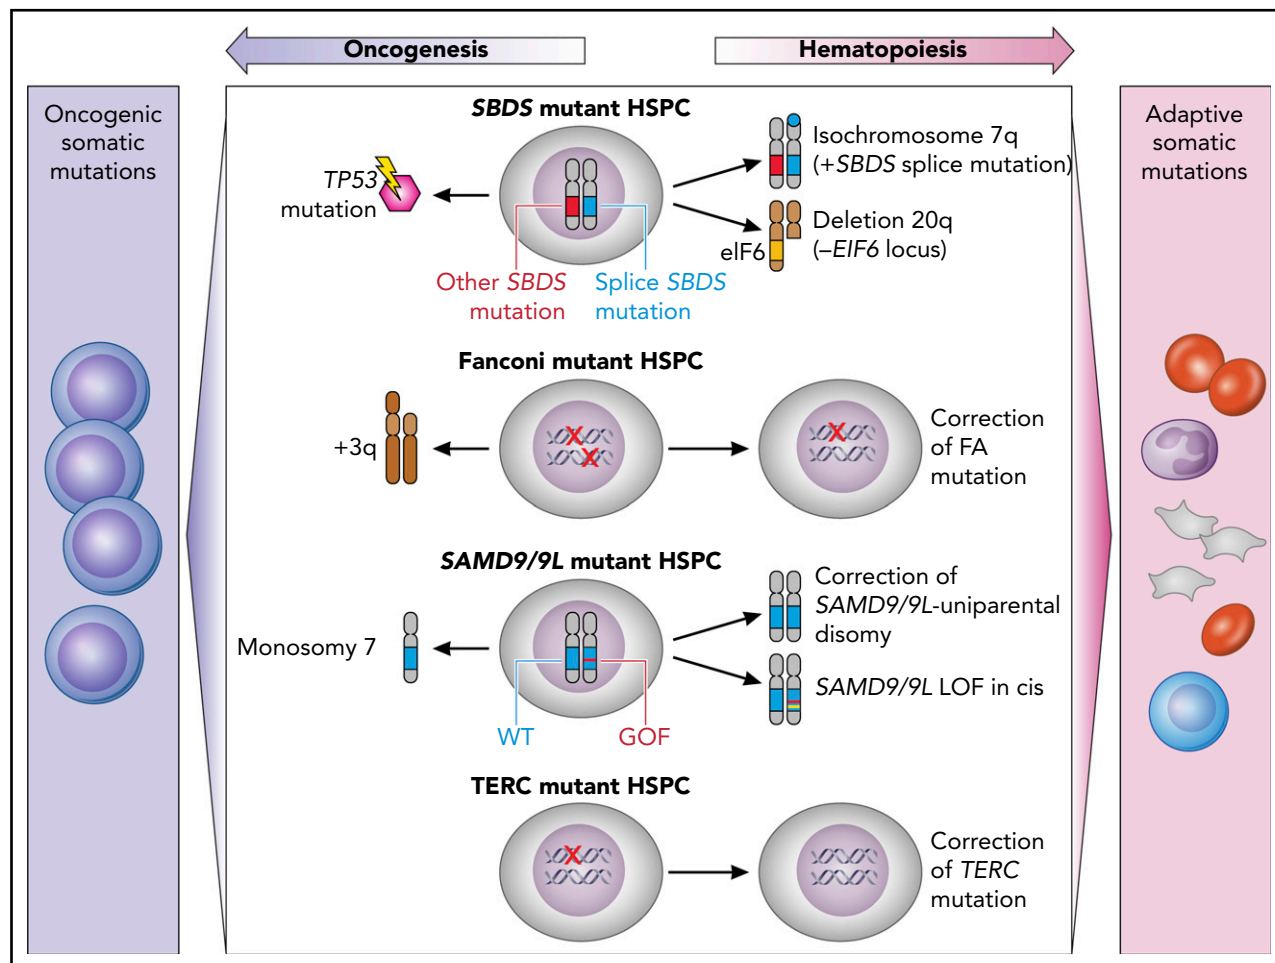 Oncogenesis
Hematopoiesis
Oncogenic
somatic
mutations
Adaptive
somatic
mutations
SBDS mutant HSPC
TP53
mutation
Isochromosome 7q
(+SBDS splice mutation)
eIF6
Deletion 20q
(–EIF6 locus)
Other SBDS
mutation
Splice SBDS
mutation
Fanconi mutant HSPC
+3q
X
X
X
Correction
of FA
mutation
SAMD9/9L mutant HSPC
Monosomy 7
Correction of
SAMD9/9L-uniparental
disomy
SAMD9/9L LOF in cis
WT
GOF
TERC mutant HSPC
X
Correction
of TERC
mutation